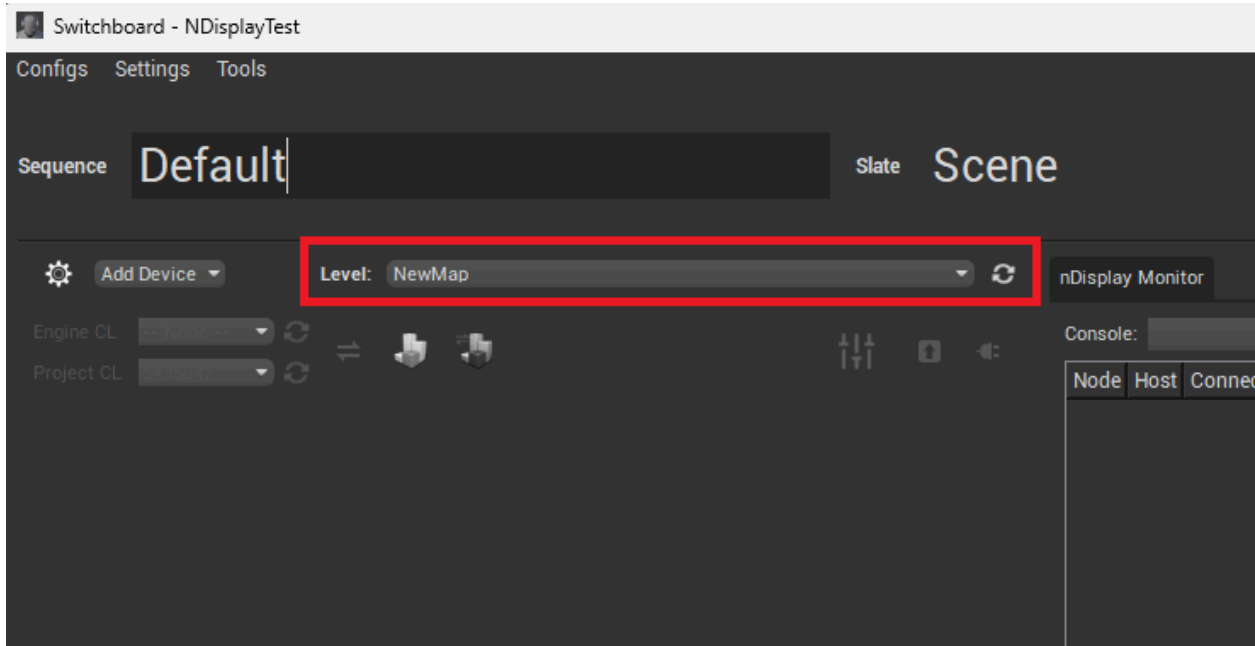 Switchboard - NDisplayTest
Configs Settings Tools
Sequence Default Slate Scene
Add Device Level: NewMap nDisplay Monitor
Engine CL -- None -- Console:
Project CL
Node Host Connec